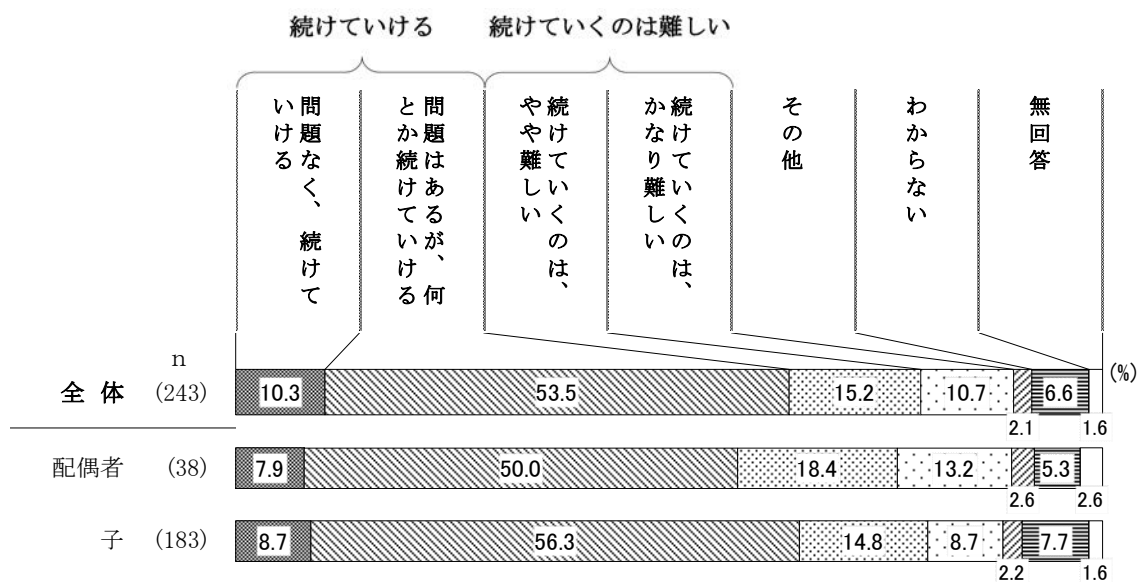 続けていける
続けていくのは難しい
問題なく、続けて
いける
問題はあるが、何
とか続けていける
続けていくのは、
やや難しい
続けていくのは、
かなり難しい
その他
わからない
無回答
n
(%)
全 体 (243) 10.3 53.5 15.2 10.7 6.6
2.1 1.6
配偶者 (38) 7.9 50.0 18.4 13.2 5.3
2.6 2.6
子 (183) 8.7 56.3 14.8 8.7 7.7
2.2 1.6